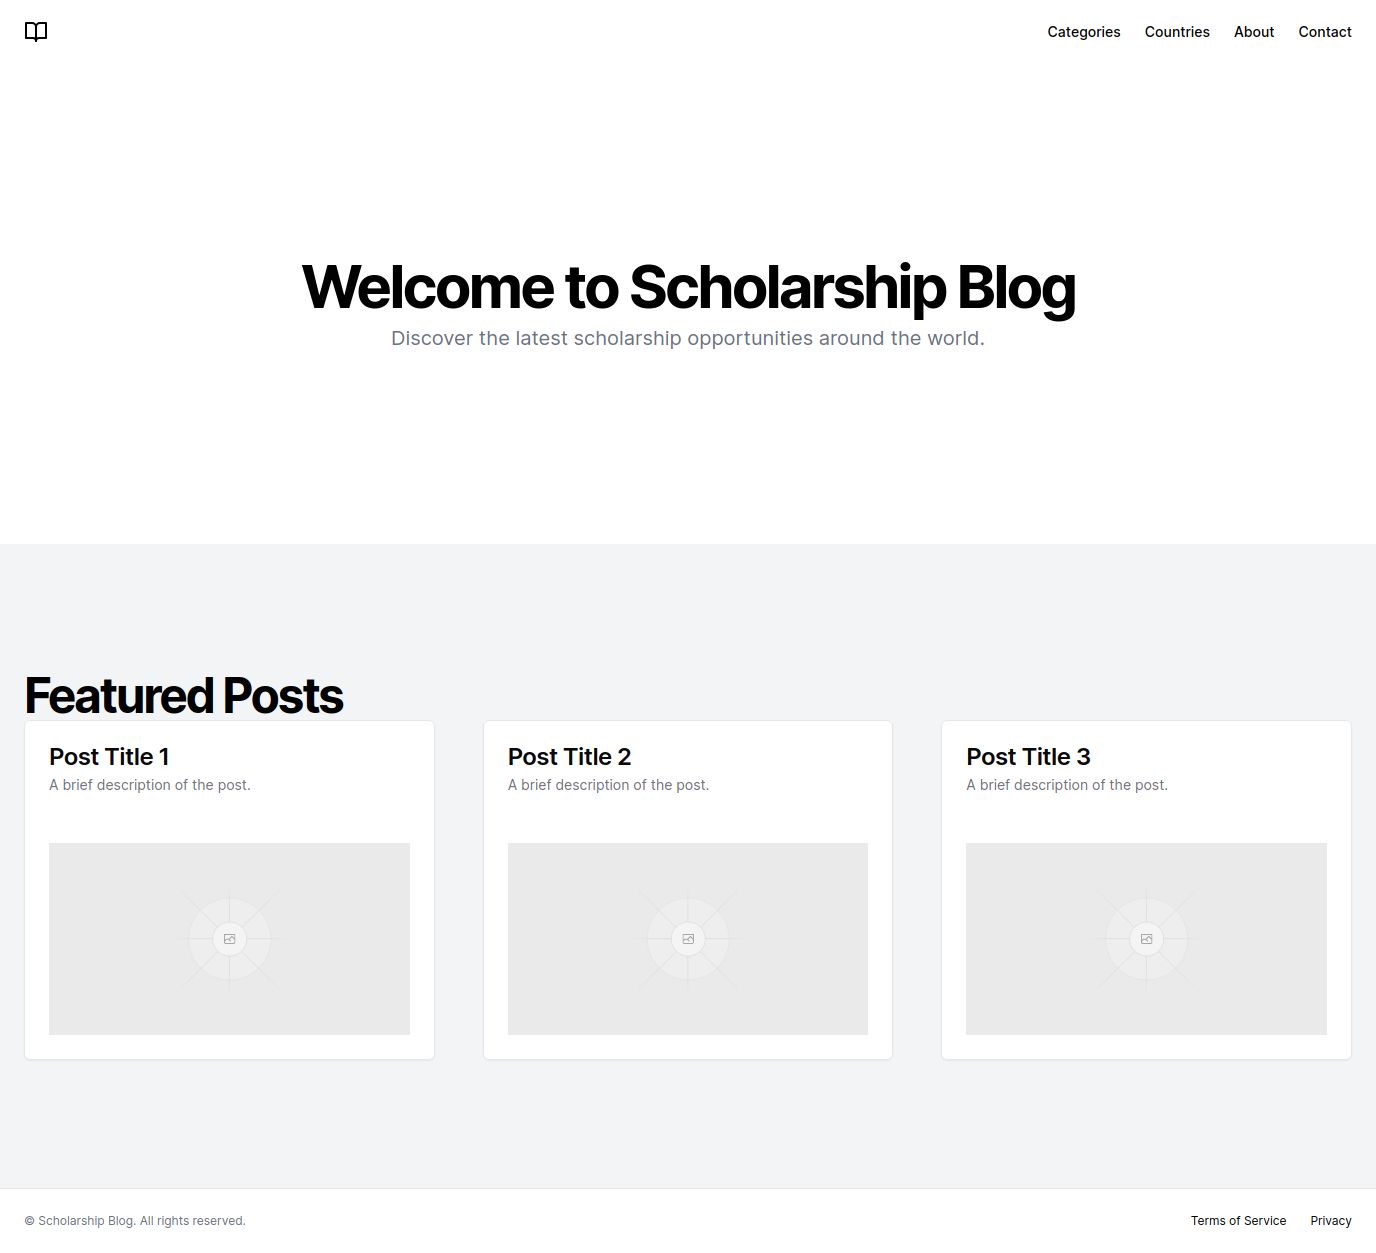 Categories Countries About Contact
Welcome to Scholarship Blog
Discover the latest scholarship opportunities around the world.
Featured Posts
Post Title 1
A brief description of the post.
Post Title 2
A brief description of the post.
Post Title 3
A brief description of the post.
© Scholarship Blog. All rights reserved.
Terms of Service Privacy